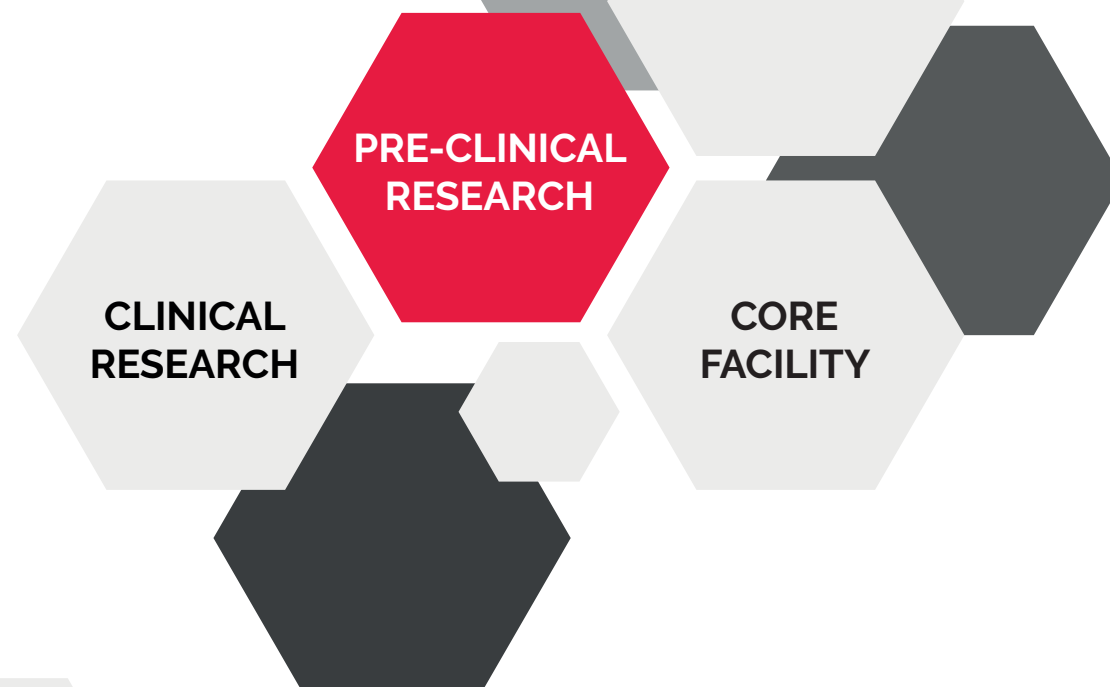 PRE-CLINICAL
RESEARCH
CLINICAL
RESEARCH
CORE
FACILITY